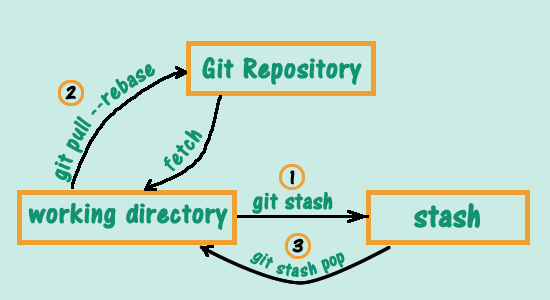 Git Repository
2
git pull --rebase
fetch
1
working directory
git stash
stash
3
git stash pop